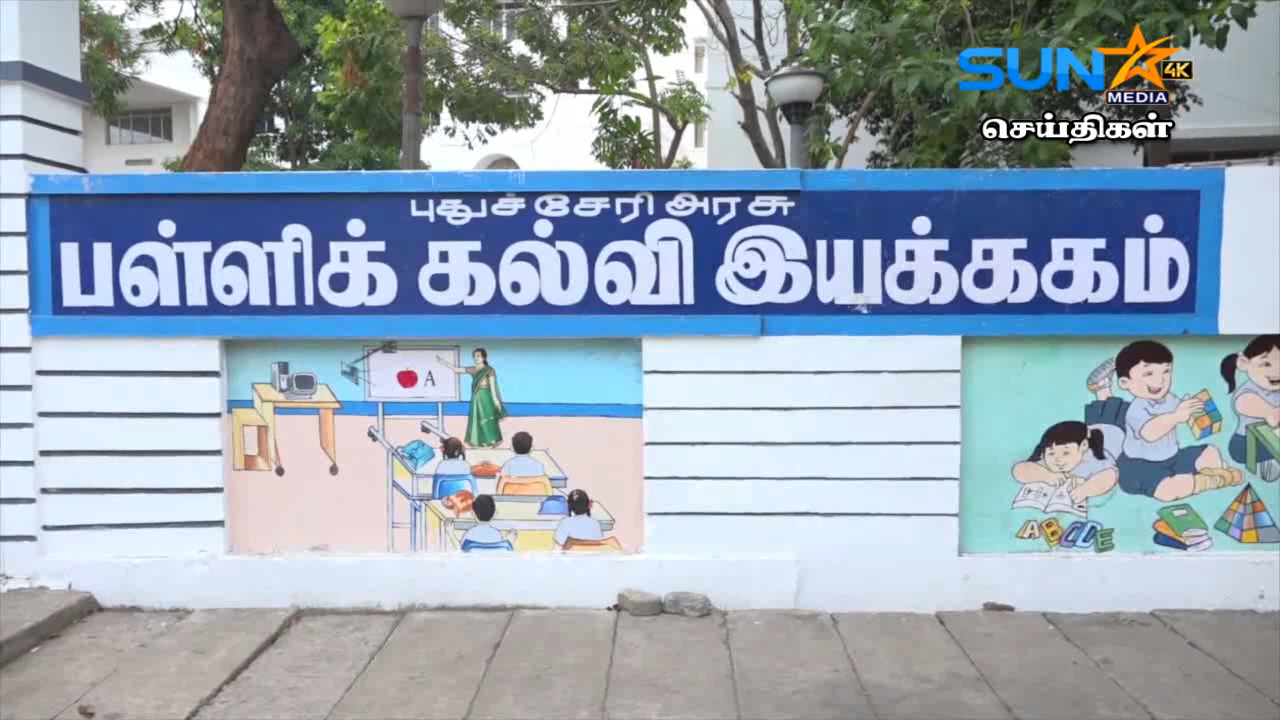 SUN
4K
MEDIA
செய்திகள்
புதுச்சேரி அரசு
பள்ளிக் கல்வி இயக்ககம்
A
ABCDE